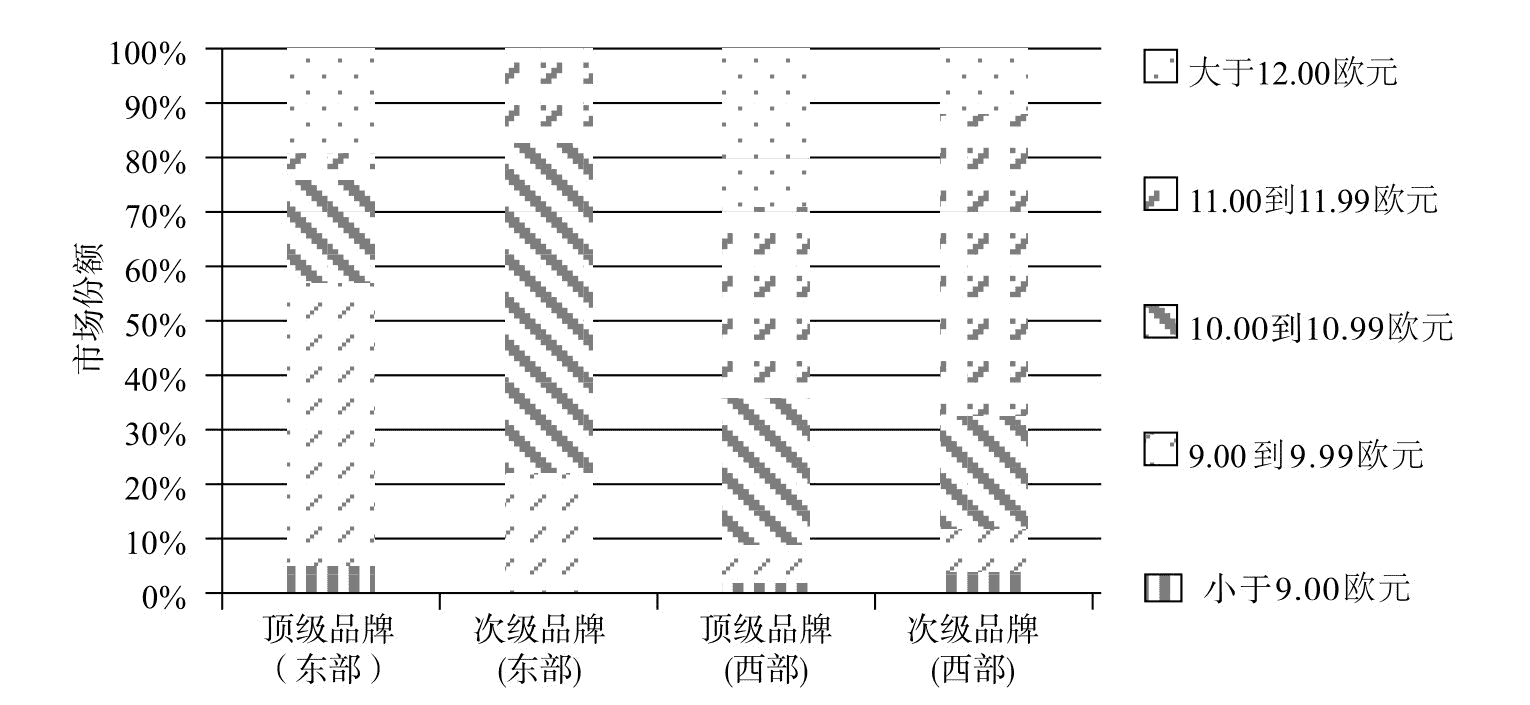 100%
90%
80%
70%
60%
50%
40%
30%
20%
10%
0%
市场份额
顶级品牌
（东部）
次级品牌
(东部)
顶级品牌
(西部)
次级品牌
(西部)
大于12.00欧元
11.00到11.99欧元
10.00到10.99欧元
9.00到9.99欧元
小于9.00欧元